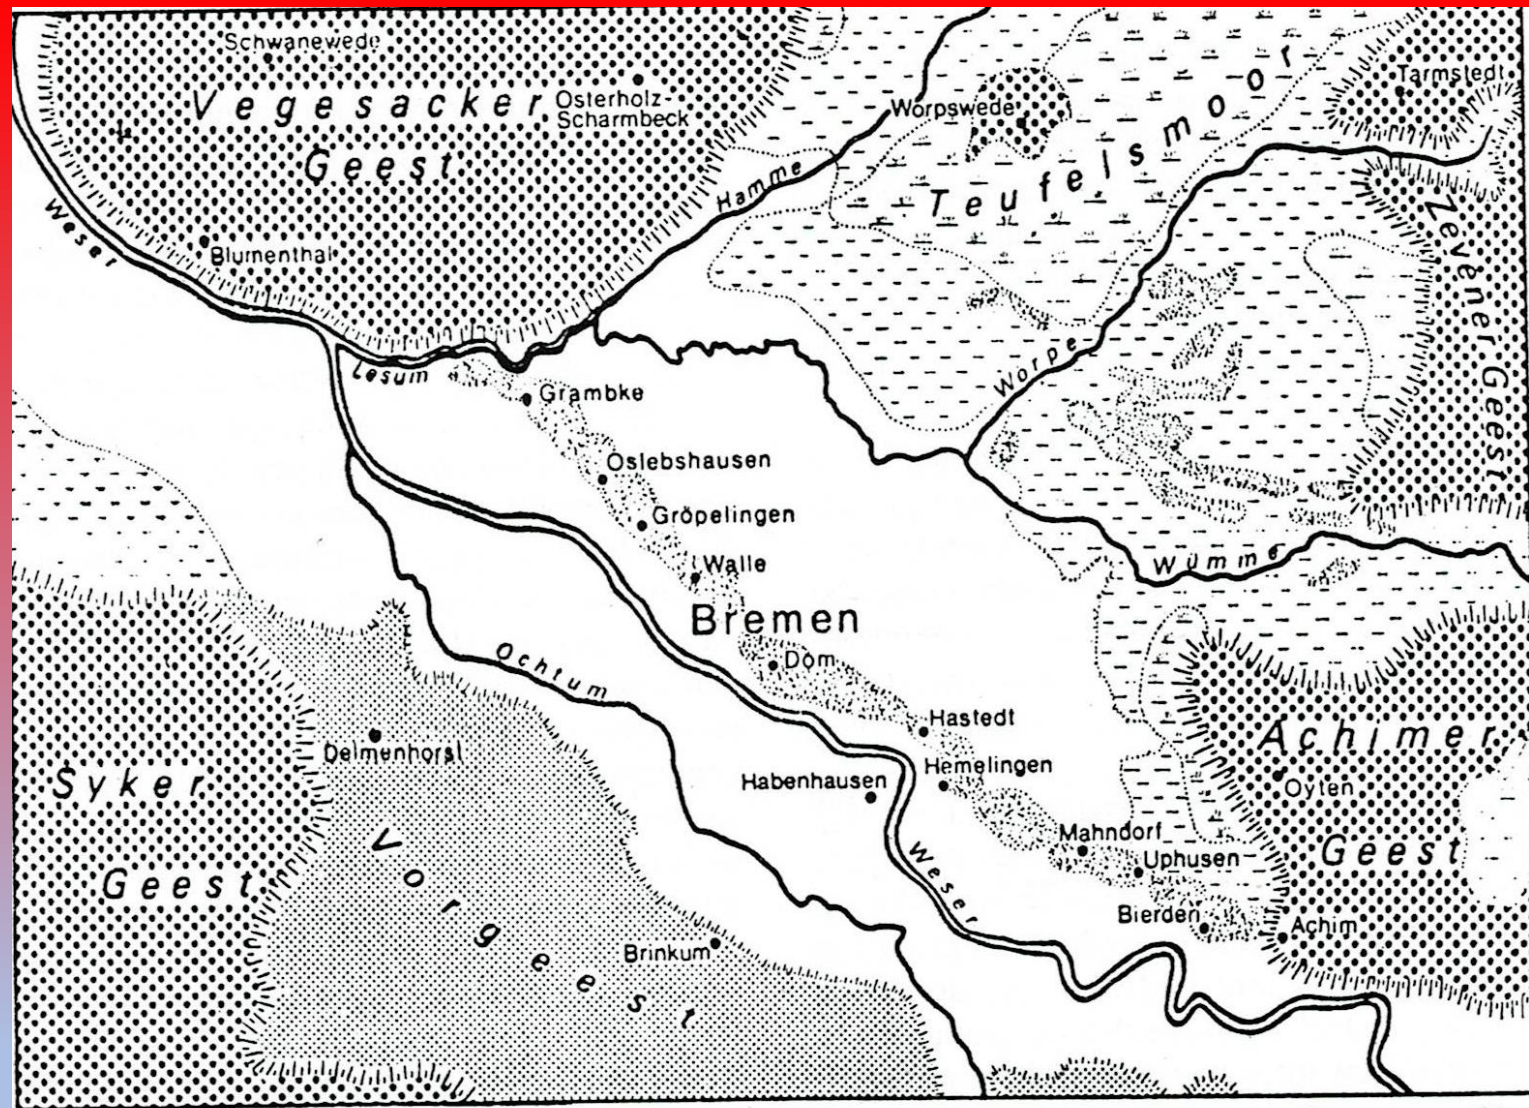 Schwanewede
Vegesacker
Geest
Osterholz-
Scharmbeck
Worpswede
Teufelsmoor
Tarmstedt
Zevener Geest
Hamme
Weser
Blumenthal
Lesum
Grambke
Worpe
Oslebshausen
Gröpelingen
Walle
Wümme
Bremen
Dom
Ochtum
Hastedt
Delmenhorst
Achimer
Geest
Hemelingen
Habenhausen
Oyten
Syker
Geest
Vorgeest
Mahndorf
Uphusen
Weser
Bierden
Achim
Brinkum